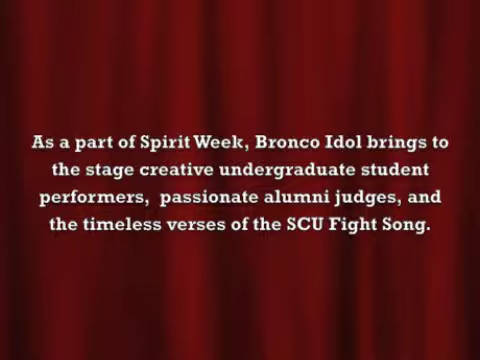 As a part of Spirit Week, Bronco Idol brings to
the stage creative undergraduate student
performers,  passionate alumni judges, and
the timeless verses of the SCU Fight Song.